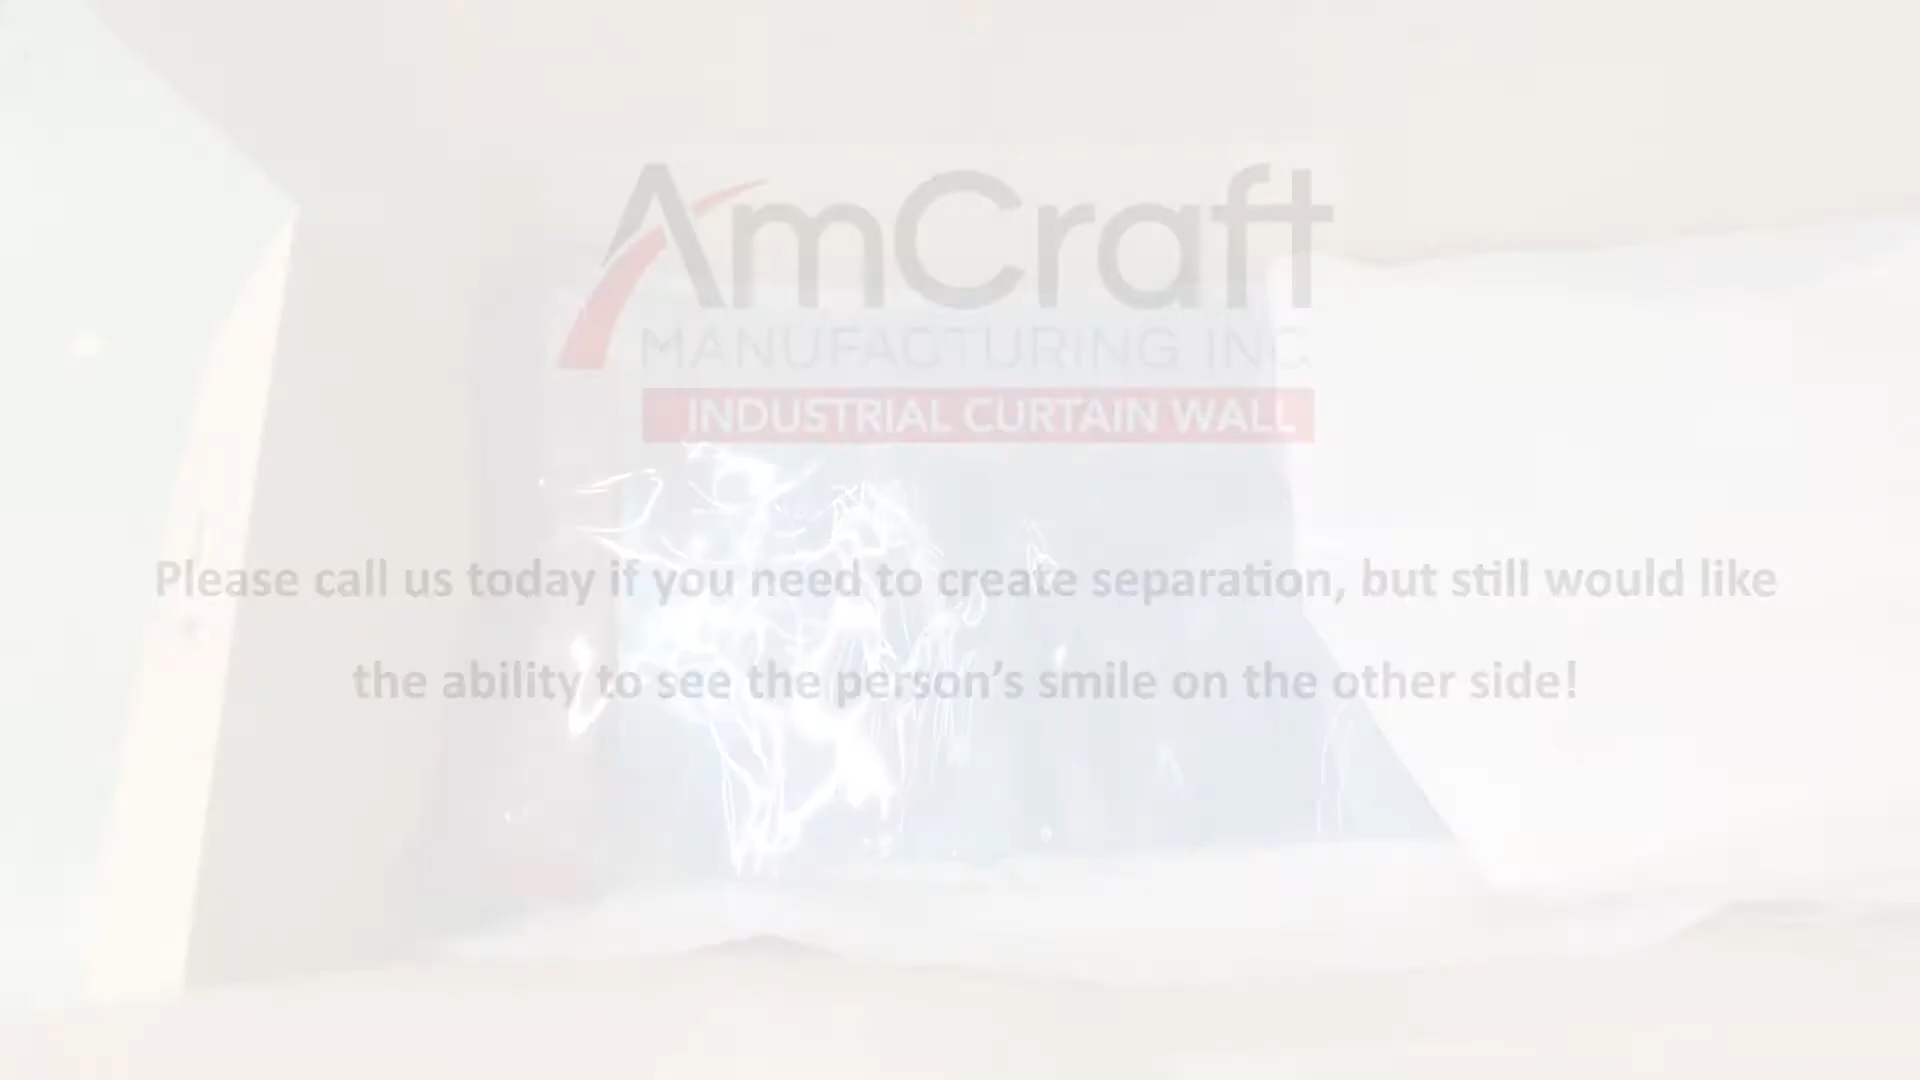 AmCraft
MANUFACTURING INC
INDUSTRIAL CURTAIN WALL
Please call us today if you need to create separation, but still would like
the ability to see the person’s smile on the other side!